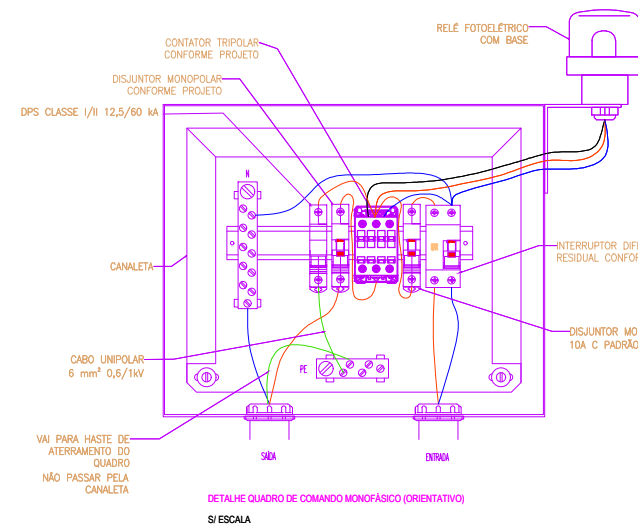 RELÉ FOTOELÉTRICO
COM BASE
CONTATOR TRIPOLAR
CONFORME PROJETO
DISJUNTOR MONOPOLAR
CONFORME PROJETO
DPS CLASSE I/II 12,5/60 kA
N
CANALETA
INTERRUPTOR DIF
RESIDUAL CONFOR
DISJUNTOR MO
10A C PADRÃO
CABO UNIPOLAR
6 mm² 0,6/1kV
PE
VAI PARA HASTE DE
ATERRAMENTO DO
QUADRO
NÃO PASSAR PELA
CANALETA
SAÍDA
ENTRADA
DETALHE QUADRO DE COMANDO MONOFÁSICO (ORIENTATIVO)
S/ ESCALA